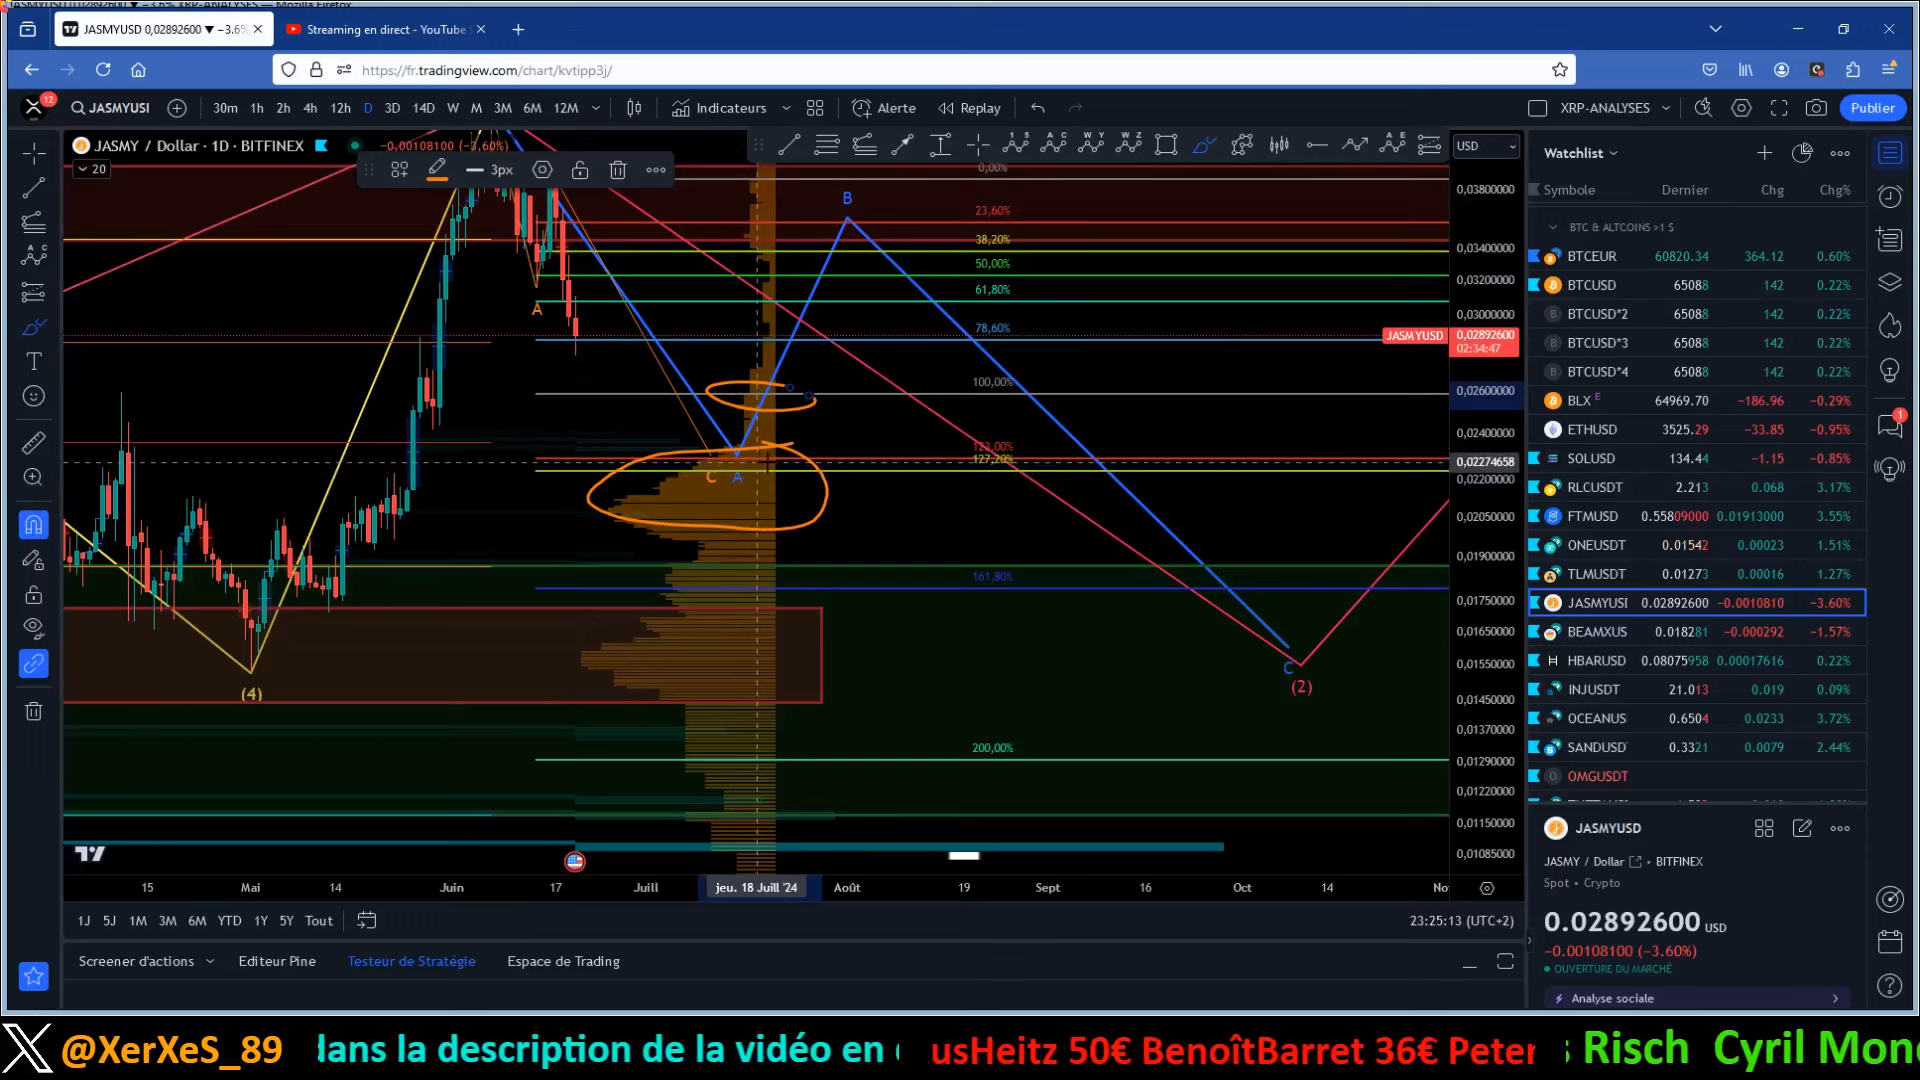 JASMYUSD 0,02892600 ▼ −3.6%
Streaming en direct - YouTube
https://fr.tradingview.com/chart/kvtipp3j/
12
JASMYUSI
30m 1h 2h 4h 12h D 3D 14D W M 3M 6M 12M
Indicateurs
Alerte
Replay
XRP-ANALYSES
Publier
JASMY / Dollar · 1D · BITFINEX
−0,00108100 (−3,60%)
20
3px
USD
0,00%
23,60%
38,20%
50,00%
61,80%
78,60%
100,00%
123,00%
127,20%
161,80%
200,00%
A
B
C
A
(4)
C
(2)
0,03800000
0,03400000
0,03200000
0,03000000
JASMYUSD 0,02892600
02:34:47
0,02600000
0,02400000
0,02274658
0,02200000
0,02050000
0,01900000
0,01750000
0,01650000
0,01550000
0,01450000
0,01370000
0,01290000
0,01220000
0,01150000
0,01085000
15 Mai 14 Juin 17 Juill jeu. 18 Juill '24 Août 19 Sept 16 Oct 14 No
1J 5J 1M 3M 6M YTD 1Y 5Y Tout
23:25:13 (UTC+2)
Screener d'actions
Editeur Pine
Testeur de Stratégie
Espace de Trading
Watchlist
Symbole Dernier Chg Chg%
BTC & ALTCOINS >1 $
BTCEUR 60820.34 364.12 0.60%
BTCUSD 65088 142 0.22%
BTCUSD*2 65088 142 0.22%
BTCUSD*3 65088 142 0.22%
BTCUSD*4 65088 142 0.22%
BLX E 64969.70 −186.96 −0.29%
ETHUSD 3525.29 −33.85 −0.95%
SOLUSD 134.44 −1.15 −0.85%
RLCUSDT 2.213 0.068 3.17%
FTMUSD 0.55809000 0.01913000 3.55%
ONEUSDT 0.01542 0.00023 1.51%
TLMUSDT 0.01273 0.00016 1.27%
JASMYUSI 0.02892600 −0.0010810 −3.60%
BEAMXUS 0.018281 −0.000292 −1.57%
HBARUSD 0.08075958 0.00017616 0.22%
INJUSDT 21.013 0.019 0.09%
OCEANUS 0.6504 0.0233 3.72%
SANDUSD 0.3321 0.0079 2.44%
OMGUSDT
JASMYUSD
JASMY / Dollar • BITFINEX
Spot • Crypto
0.02892600 USD
−0.00108100 (−3.60%)
OUVERTURE DU MARCHÉ
Analyse sociale
@XerXeS_89 dans la description de la vidéo en usHeitz 50€ BenoîtBarret 36€ Peter s Risch Cyril Mon